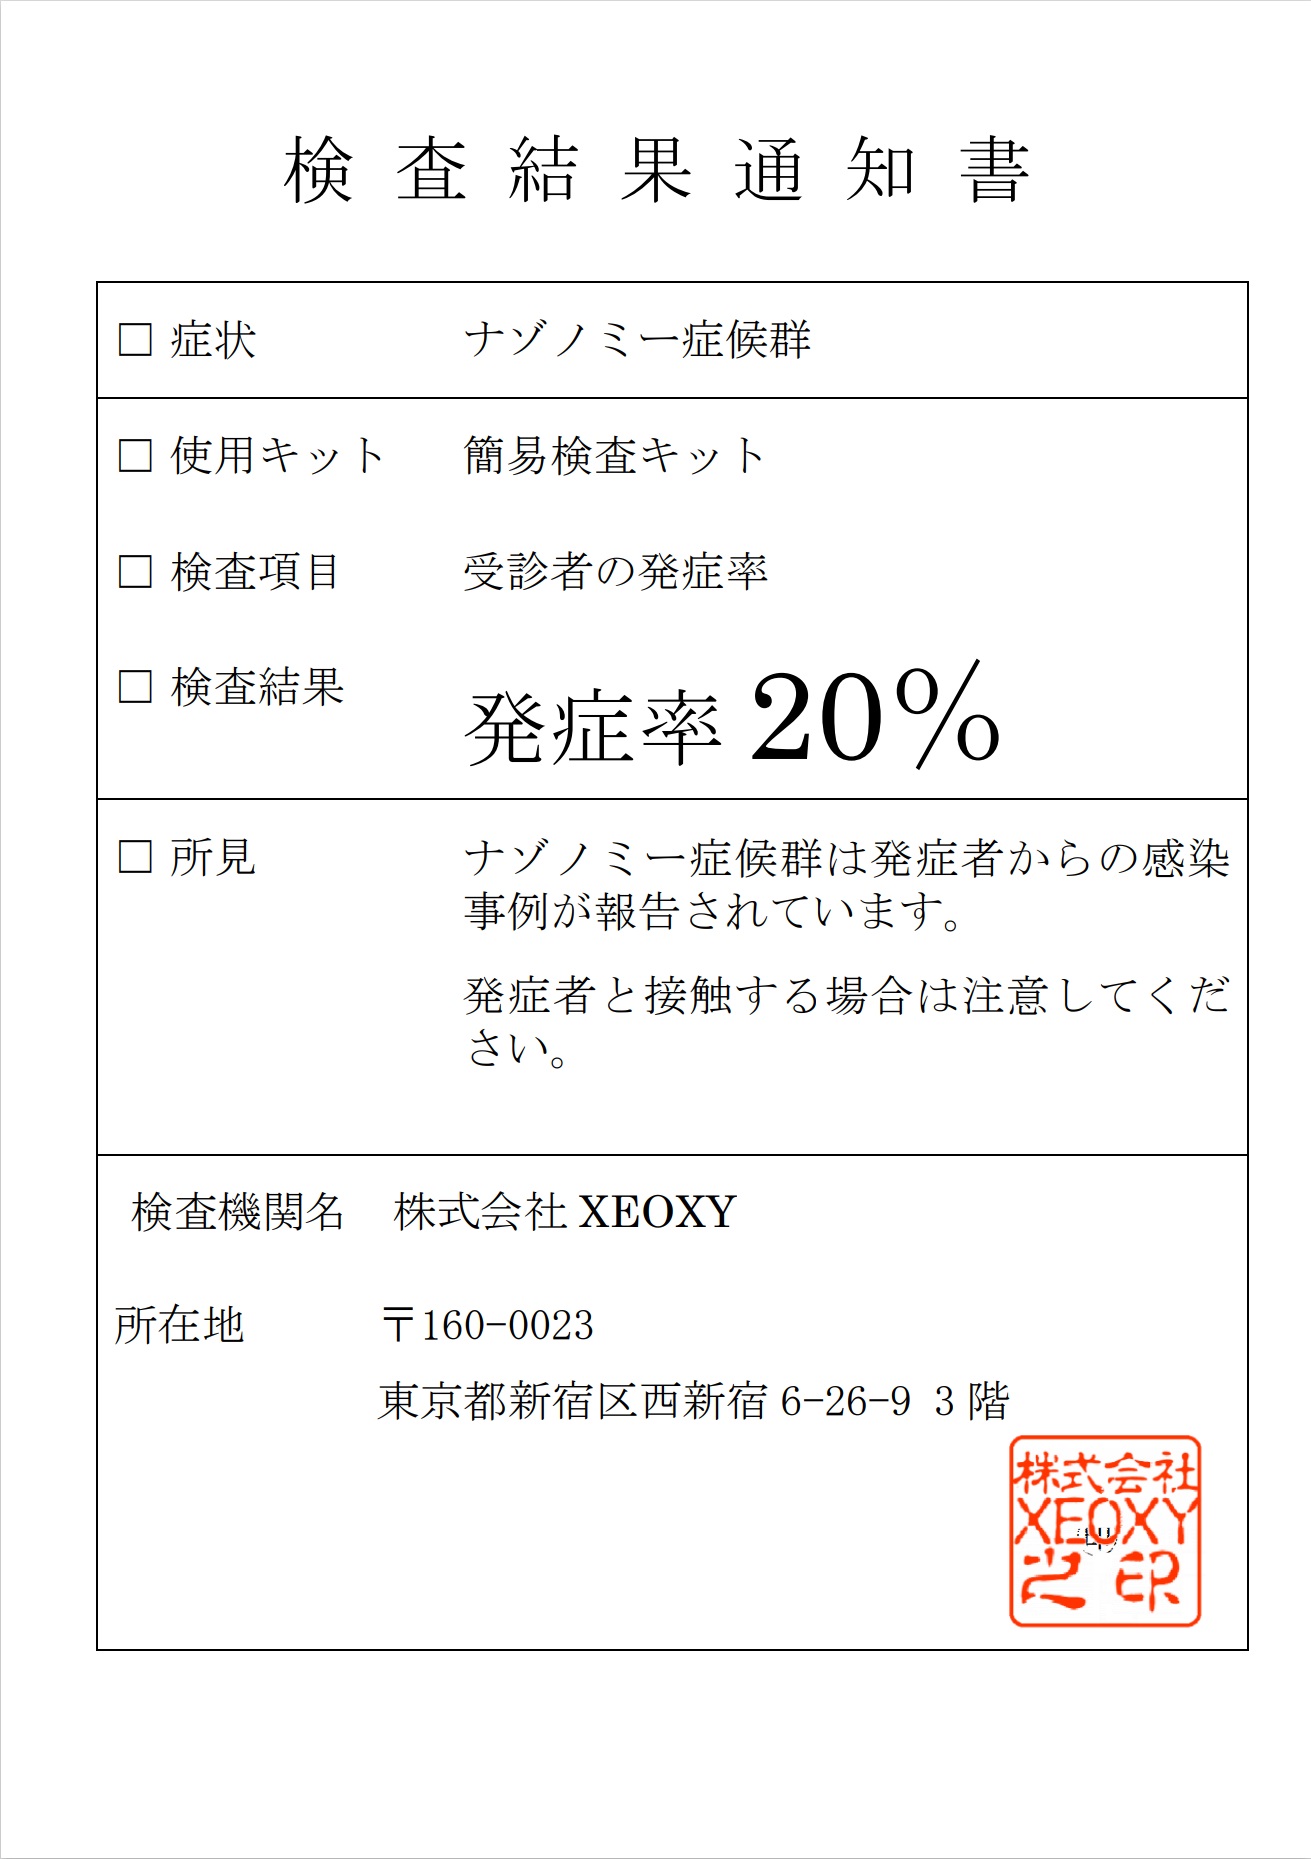 検査結果通知書
□ 症状 ナゾノミー症候群
□ 使用キット 簡易検査キット
□ 検査項目 受診者の発症率
□ 検査結果 発症率 20%
□ 所見 ナゾノミー症候群は発症者からの感染
事例が報告されています。
発症者と接触する場合は注意してくだ
さい。
検査機関名 株式会社 XEOXY
所在地 〒160-0023
東京都新宿区西新宿 6-26-9 3 階
株式会社
XEOXY
之印